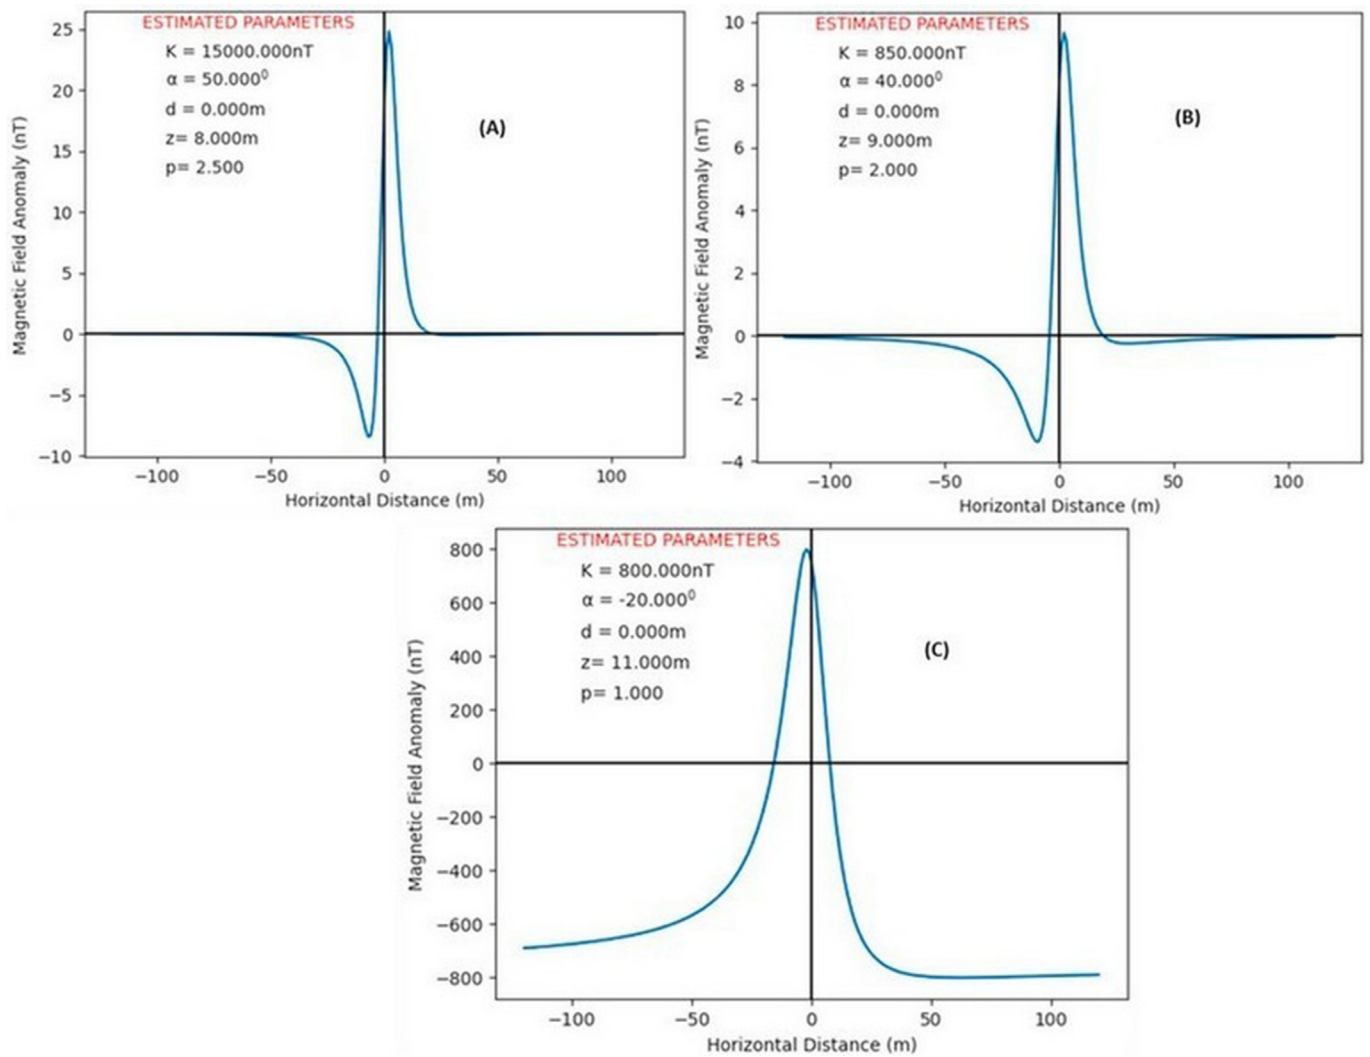 ESTIMATED PARAMETERS
K = 15000.000nT
α = 50.000⁰
d = 0.000m
z= 8.000m
p= 2.500
(A)
25
20
15
10
5
0
−5
−10
Magnetic Field Anomaly (nT)
−100 −50 0 50 100
Horizontal Distance (m)
ESTIMATED PARAMETERS
K = 850.000nT
α = 40.000⁰
d = 0.000m
z= 9.000m
p= 2.000
(B)
10
8
6
4
2
0
−2
−4
Magnetic Field Anomaly (nT)
−100 −50 0 50 100
Horizontal Distance (m)
ESTIMATED PARAMETERS
K = 800.000nT
α = -20.000⁰
d = 0.000m
z= 11.000m
p= 1.000
(C)
800
600
400
200
0
−200
−400
−600
−800
Magnetic Field Anomaly (nT)
−100 −50 0 50 100
Horizontal Distance (m)